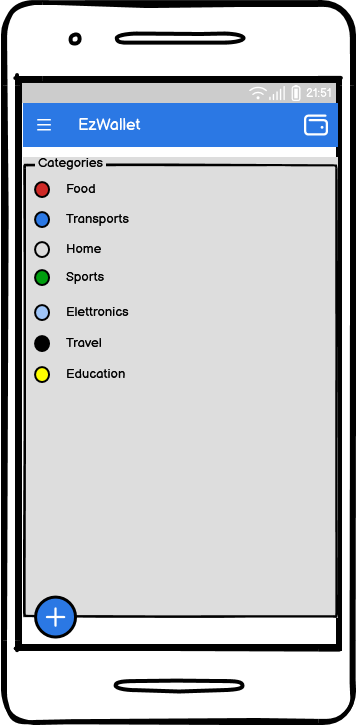 21:51
EzWallet
Categories
Food
Transports
Home
Sports
Elettronics
Travel
Education